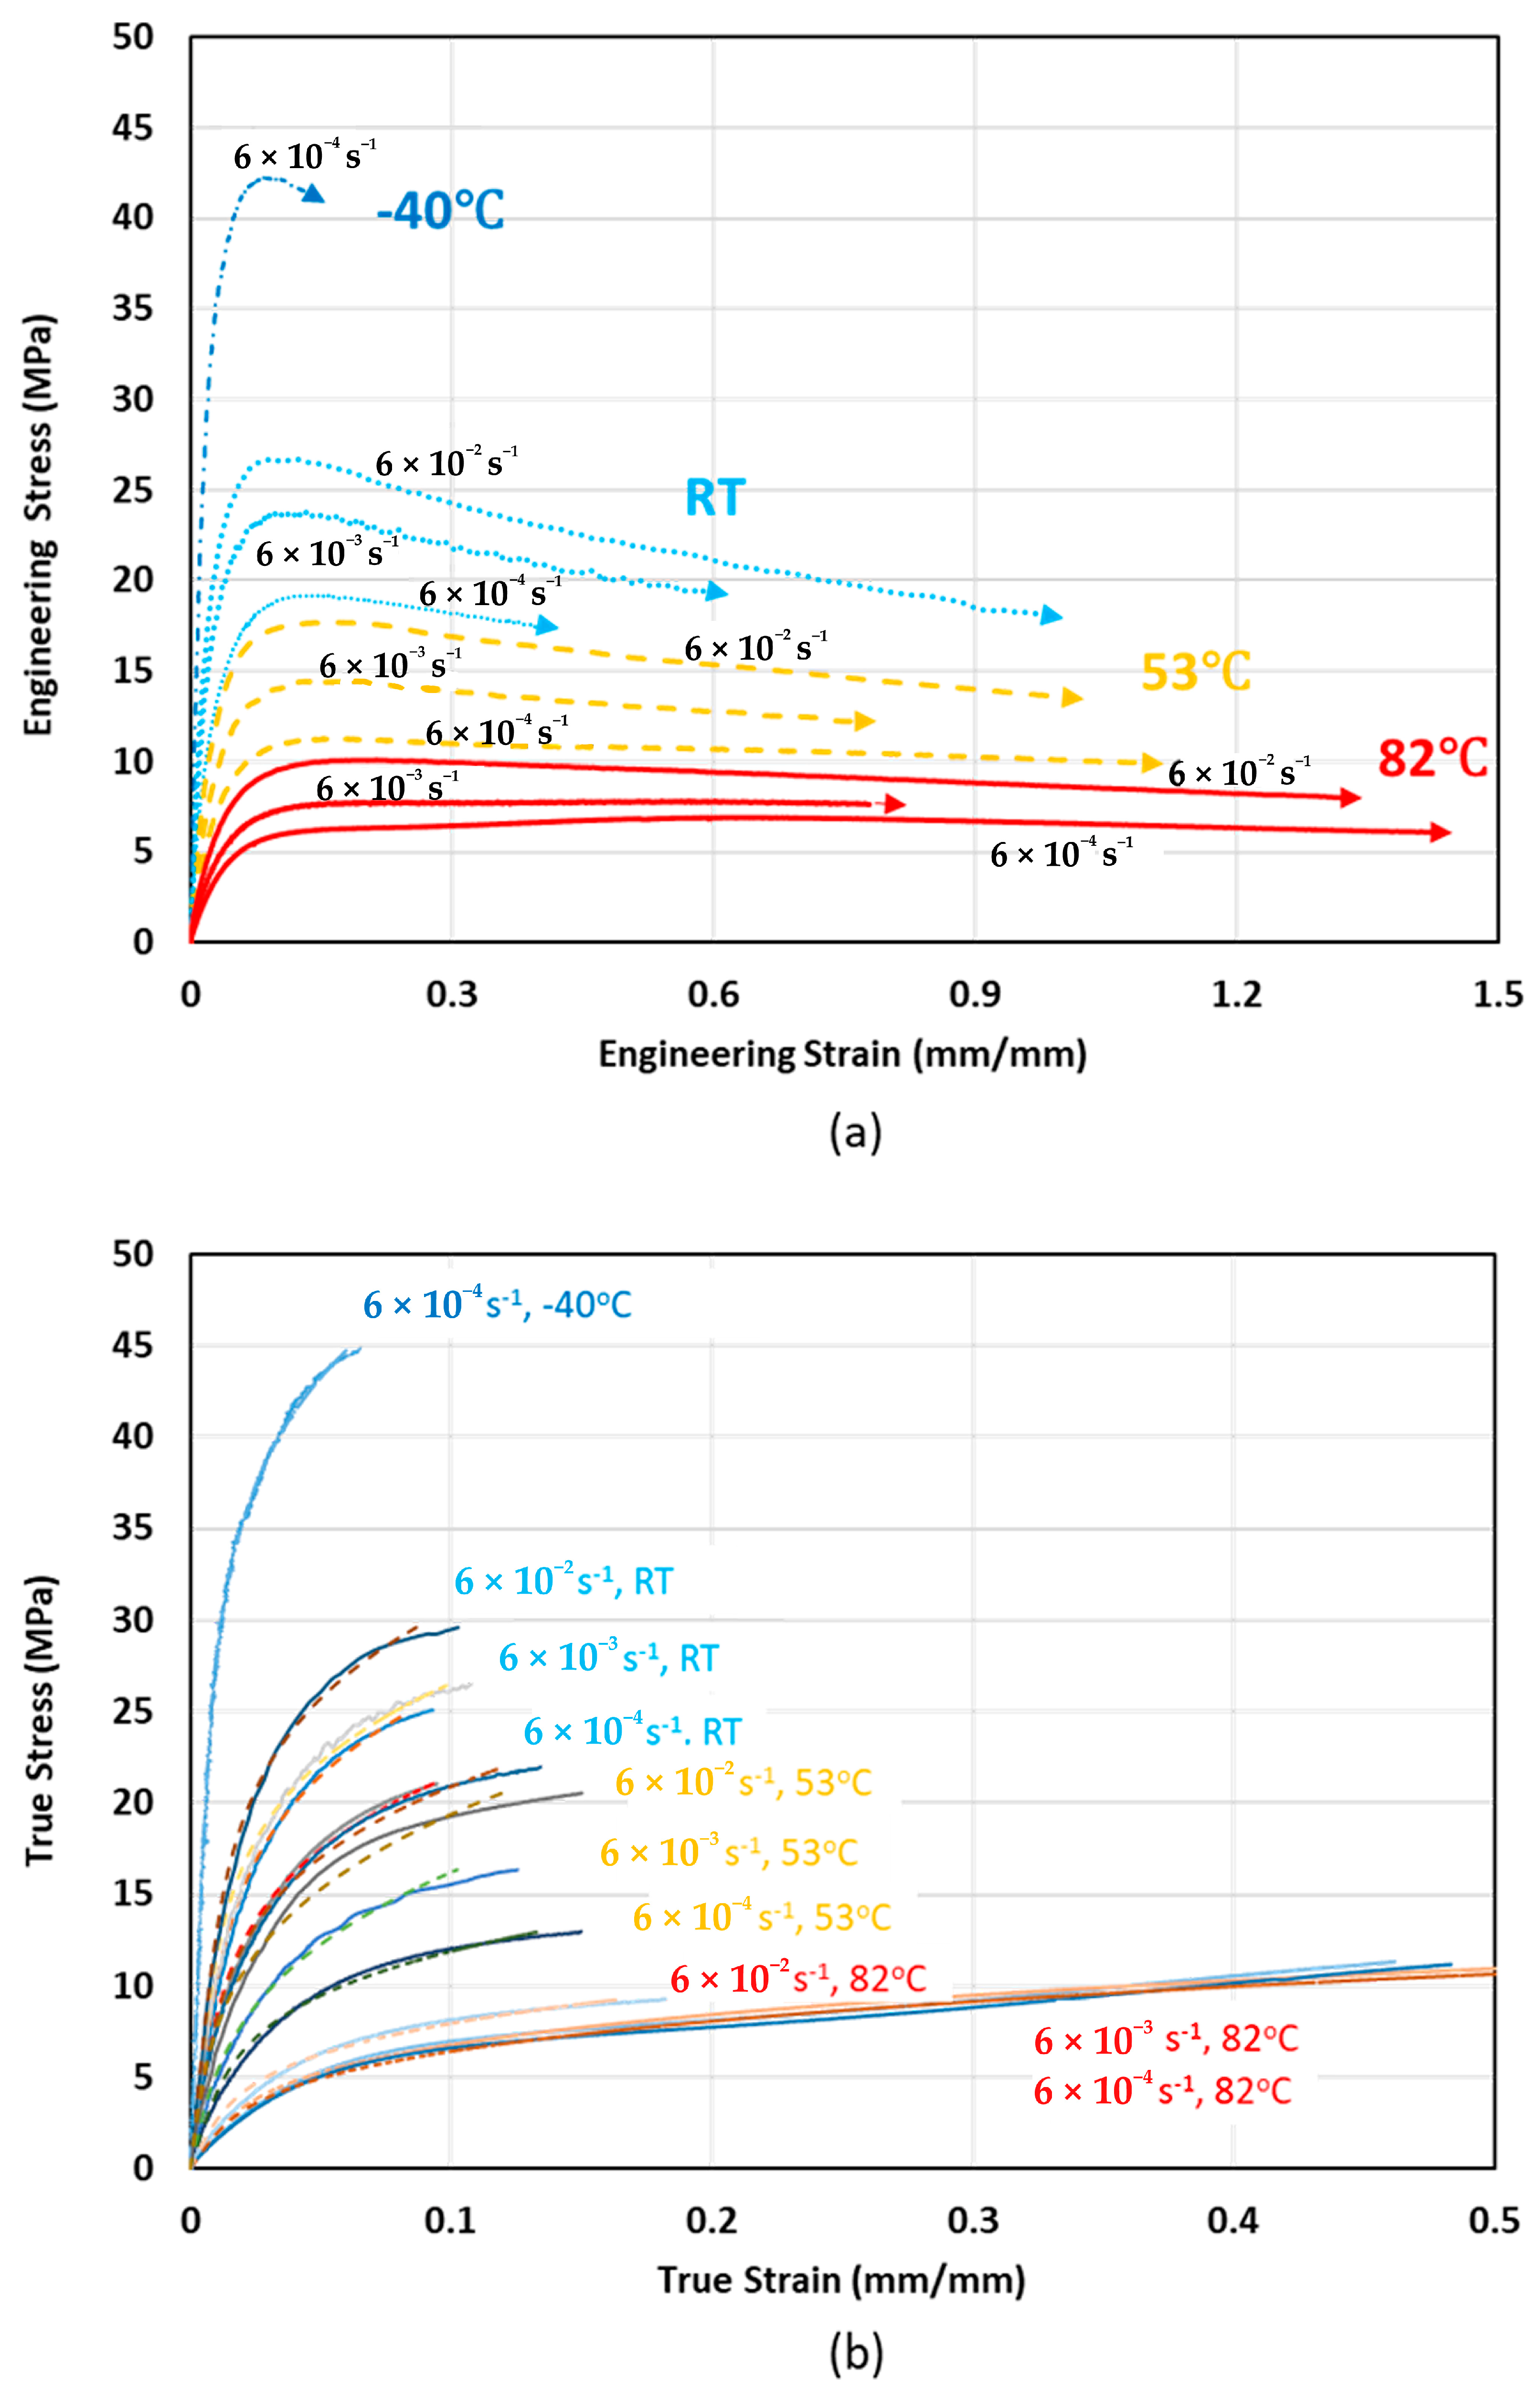 50
45
6 × 10⁻⁴ s⁻¹
-40°C
40
35
30
6 × 10⁻² s⁻¹
RT
25
6 × 10⁻³ s⁻¹
6 × 10⁻⁴ s⁻¹
20
6 × 10⁻² s⁻¹
6 × 10⁻³ s⁻¹
53°C
15
6 × 10⁻⁴ s⁻¹
82°C
10
6 × 10⁻² s⁻¹
6 × 10⁻³ s⁻¹
6 × 10⁻⁴ s⁻¹
5
0
Engineering Stress (MPa)
0 0.3 0.6 0.9 1.2 1.5
Engineering Strain (mm/mm)
(a)
50
6 × 10⁻⁴ s⁻¹, -40°C
45
40
35
6 × 10⁻² s⁻¹, RT
30
6 × 10⁻³ s⁻¹, RT
25
6 × 10⁻⁴ s⁻¹. RT
6 × 10⁻² s⁻¹, 53°C
20
6 × 10⁻³ s⁻¹, 53°C
15
6 × 10⁻⁴ s⁻¹, 53°C
6 × 10⁻² s⁻¹, 82°C
10
6 × 10⁻³ s⁻¹, 82°C
6 × 10⁻⁴ s⁻¹, 82°C
5
0
True Stress (MPa)
0 0.1 0.2 0.3 0.4 0.5
True Strain (mm/mm)
(b)